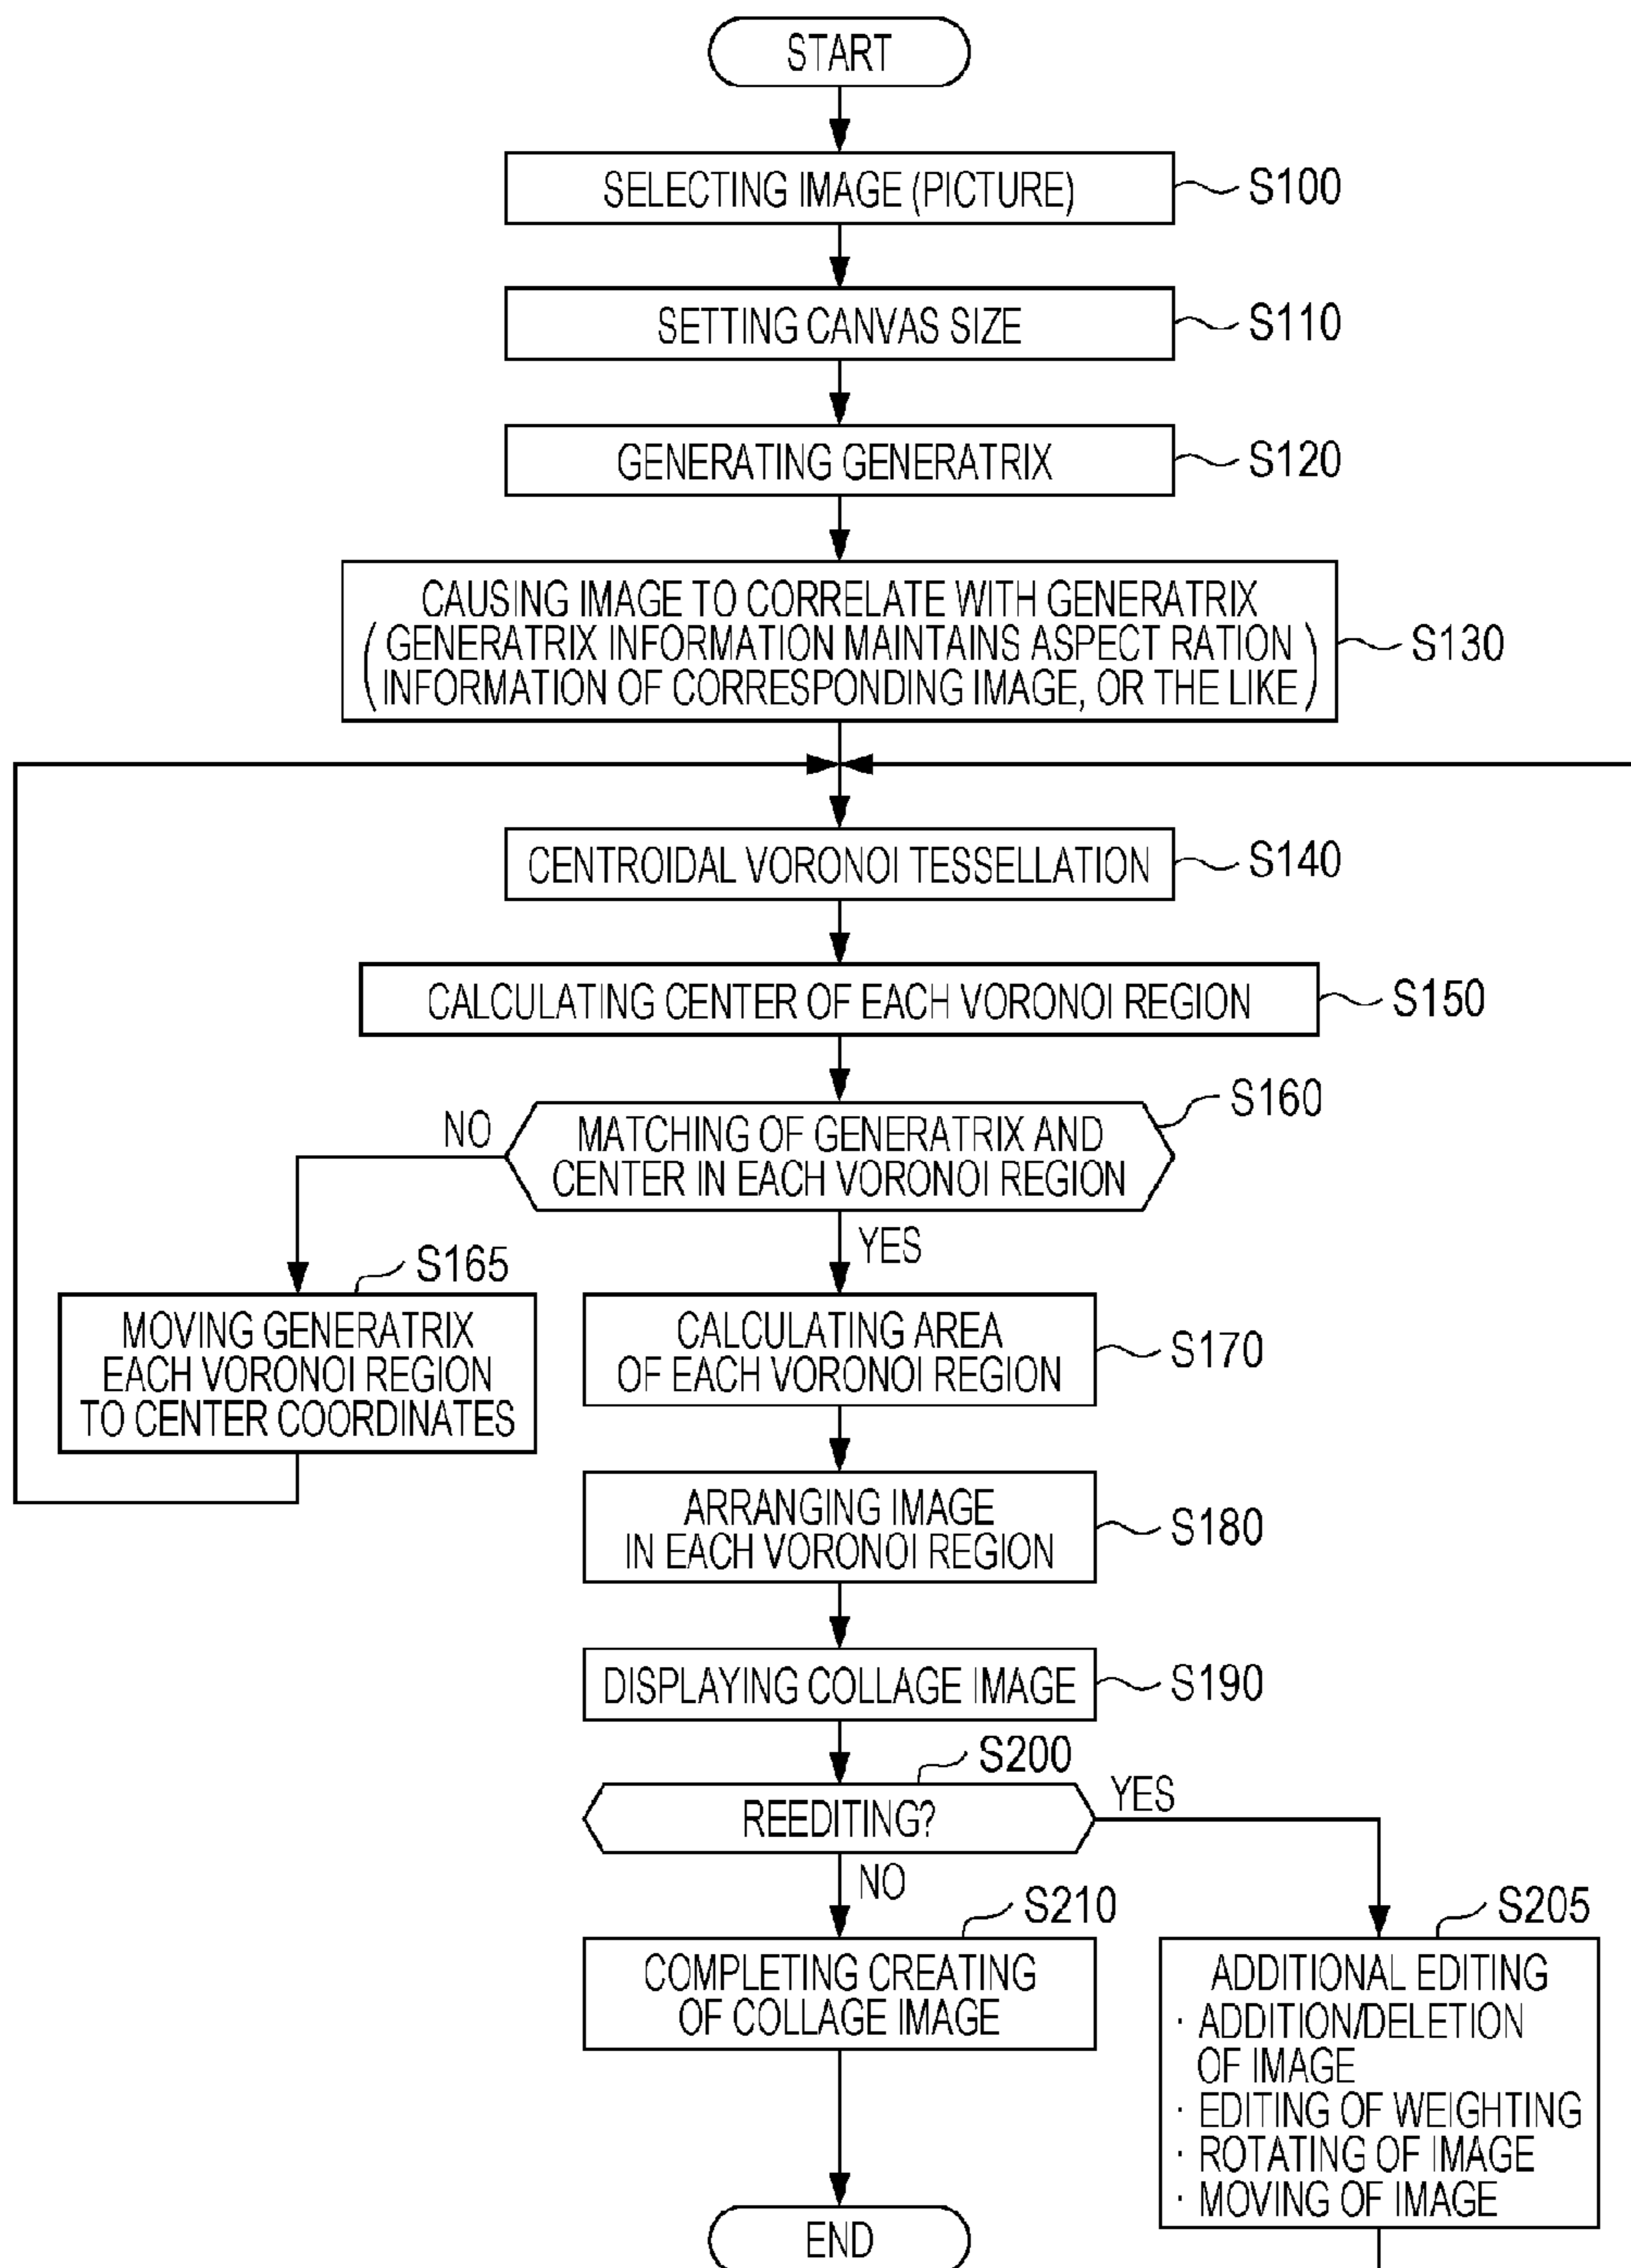 START
SELECTING IMAGE (PICTURE)
S100
SETTING CANVAS SIZE
S110
GENERATING GENERATRIX
S120
CAUSING IMAGE TO CORRELATE WITH GENERATRIX
(GENERATRIX INFORMATION MAINTAINS ASPECT RATION
INFORMATION OF CORRESPONDING IMAGE, OR THE LIKE)
S130
CENTROIDAL VORONOI TESSELLATION
S140
CALCULATING CENTER OF EACH VORONOI REGION
S150
S160
NO
MATCHING OF GENERATRIX AND
CENTER IN EACH VORONOI REGION
YES
S165
MOVING GENERATRIX
EACH VORONOI REGION
TO CENTER COORDINATES
CALCULATING AREA
OF EACH VORONOI REGION
S170
ARRANGING IMAGE
IN EACH VORONOI REGION
S180
DISPLAYING COLLAGE IMAGE
S190
S200
REEDITING?
YES
NO
S210
COMPLETING CREATING
OF COLLAGE IMAGE
S205
ADDITIONAL EDITING
· ADDITION/DELETION
OF IMAGE
· EDITING OF WEIGHTING
· ROTATING OF IMAGE
· MOVING OF IMAGE
END